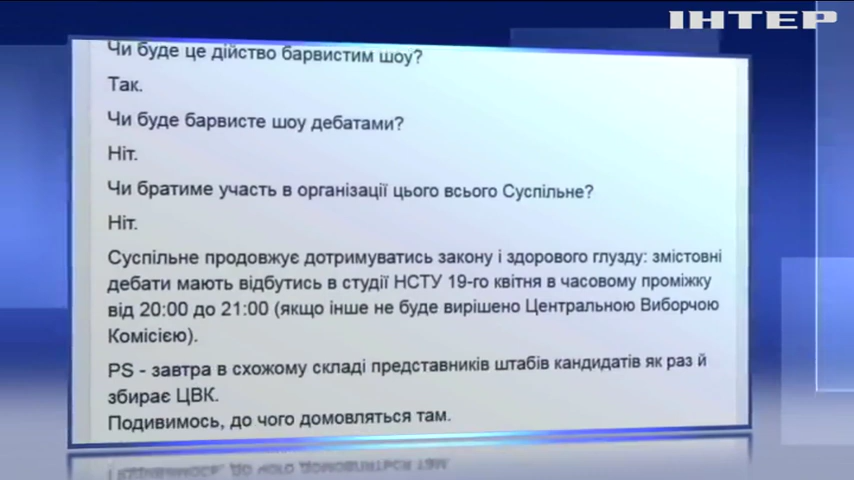 ІНТЕР
Чи буде це дійство барвистим шоу?
Так.
Чи буде барвисте шоу дебатами?
Ніт.
Чи братиме участь в організації цього всього Суспільне?
Ніт.
Суспільне продовжує дотримуватись закону і здорового глузду: змістовні
дебати мають відбутись в студії НСТУ 19-го квітня в часовому проміжку
від 20:00 до 21:00 (якщо інше не буде вирішено Центральною Виборчою
Комісією).
PS - завтра в схожому складі представників штабів кандидатів як раз й
збирає ЦВК.
Подивимось, до чого домовляться там.